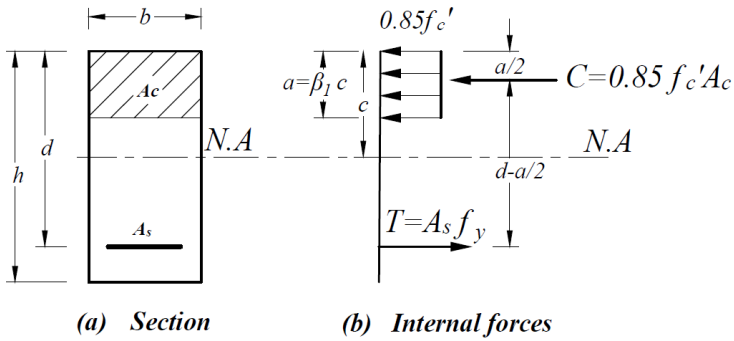 b
0.85fc'
Ac
a=β1 c
c
a/2
C=0.85 fc'Ac
d
h
N.A
N.A
d-a/2
As
T=As fy
(a) Section
(b) Internal forces